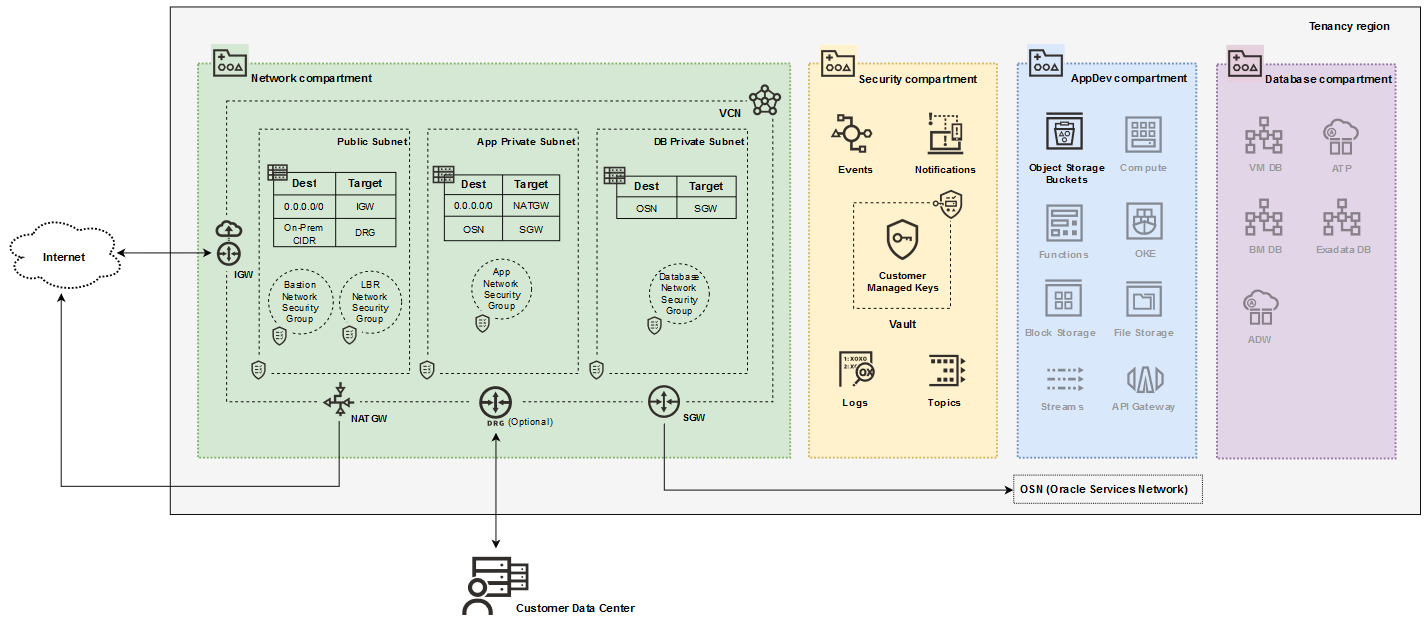 Tenancy region
Network compartment
VCN
Public Subnet
Dest Target
0.0.0.0/0 IGW
On-Prem
CIDR
DRG
Bastion
Network
Security
Group
LBR
Network
Security
Group
App Private Subnet
Dest Target
0.0.0.0/0 NATGW
OSN SGW
App
Network
Security
Group
DB Private Subnet
Dest Target
OSN SGW
Database
Network
Security
Group
Internet
IGW
NATGW
DRG (Optional)
SGW
Security compartment
Events
Notifications
Customer
Managed Keys
Vault
1:XOXO
2:X
OX
Logs
Topics
AppDev compartment
Object Storage
Buckets
Compute
Functions
OKE
Block Storage
File Storage
Streams
API Gateway
Database compartment
VM DB
A
ATP
BM DB
Exadata DB
A
ADW
OSN (Oracle Services Network)
Customer Data Center